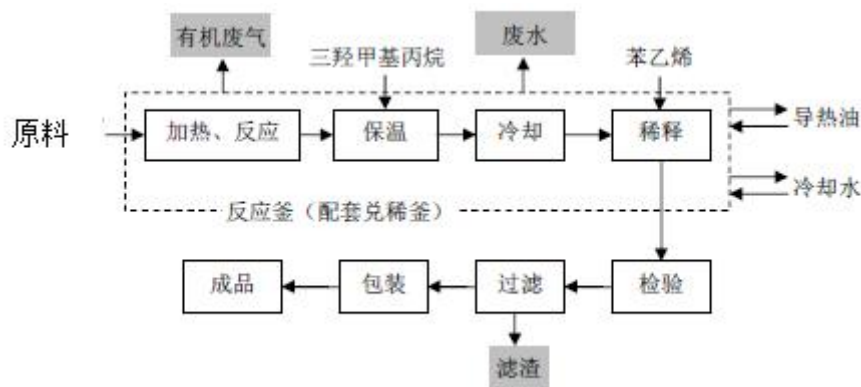 有机废气
废水
三羟甲基丙烷
苯乙烯
原料
加热、反应
保温
冷却
稀释
导热油
冷却水
反应釜（配套兑稀釜）
成品
包装
过滤
检验
滤渣